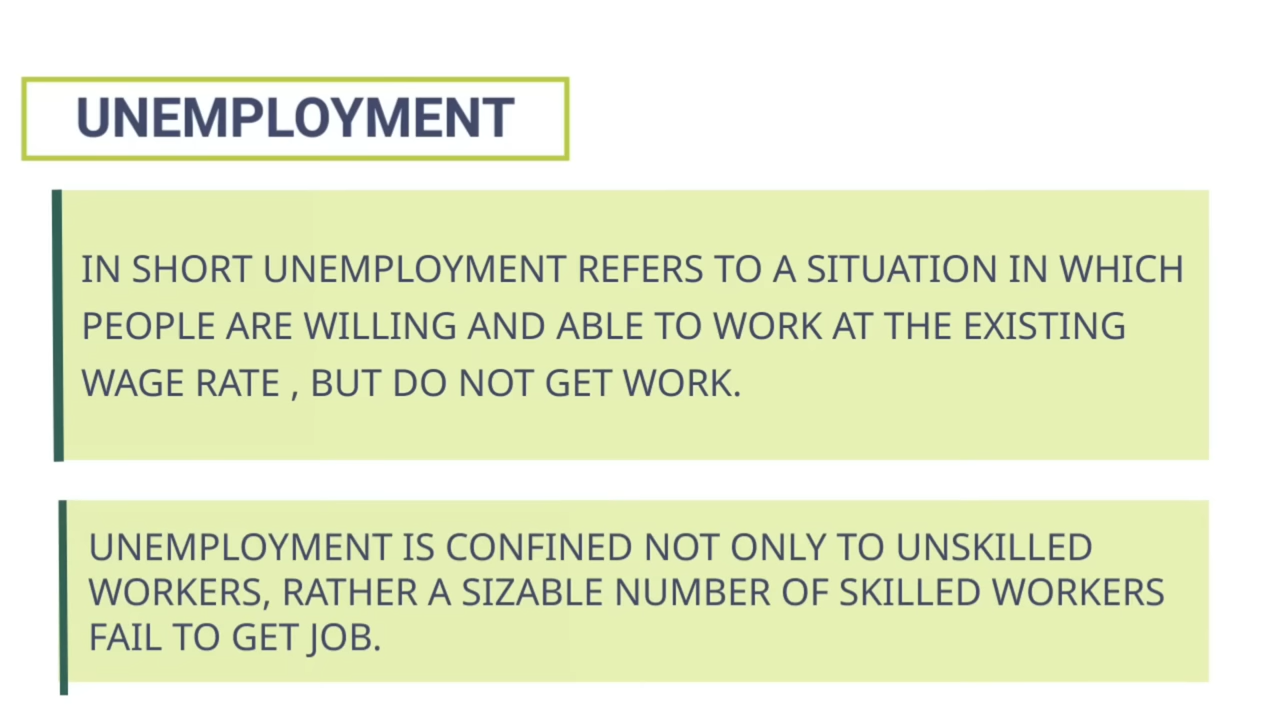 UNEMPLOYMENT
IN SHORT UNEMPLOYMENT REFERS TO A SITUATION IN WHICH
PEOPLE ARE WILLING AND ABLE TO WORK AT THE EXISTING
WAGE RATE , BUT DO NOT GET WORK.
UNEMPLOYMENT IS CONFINED NOT ONLY TO UNSKILLED
WORKERS, RATHER A SIZABLE NUMBER OF SKILLED WORKERS
FAIL TO GET JOB.